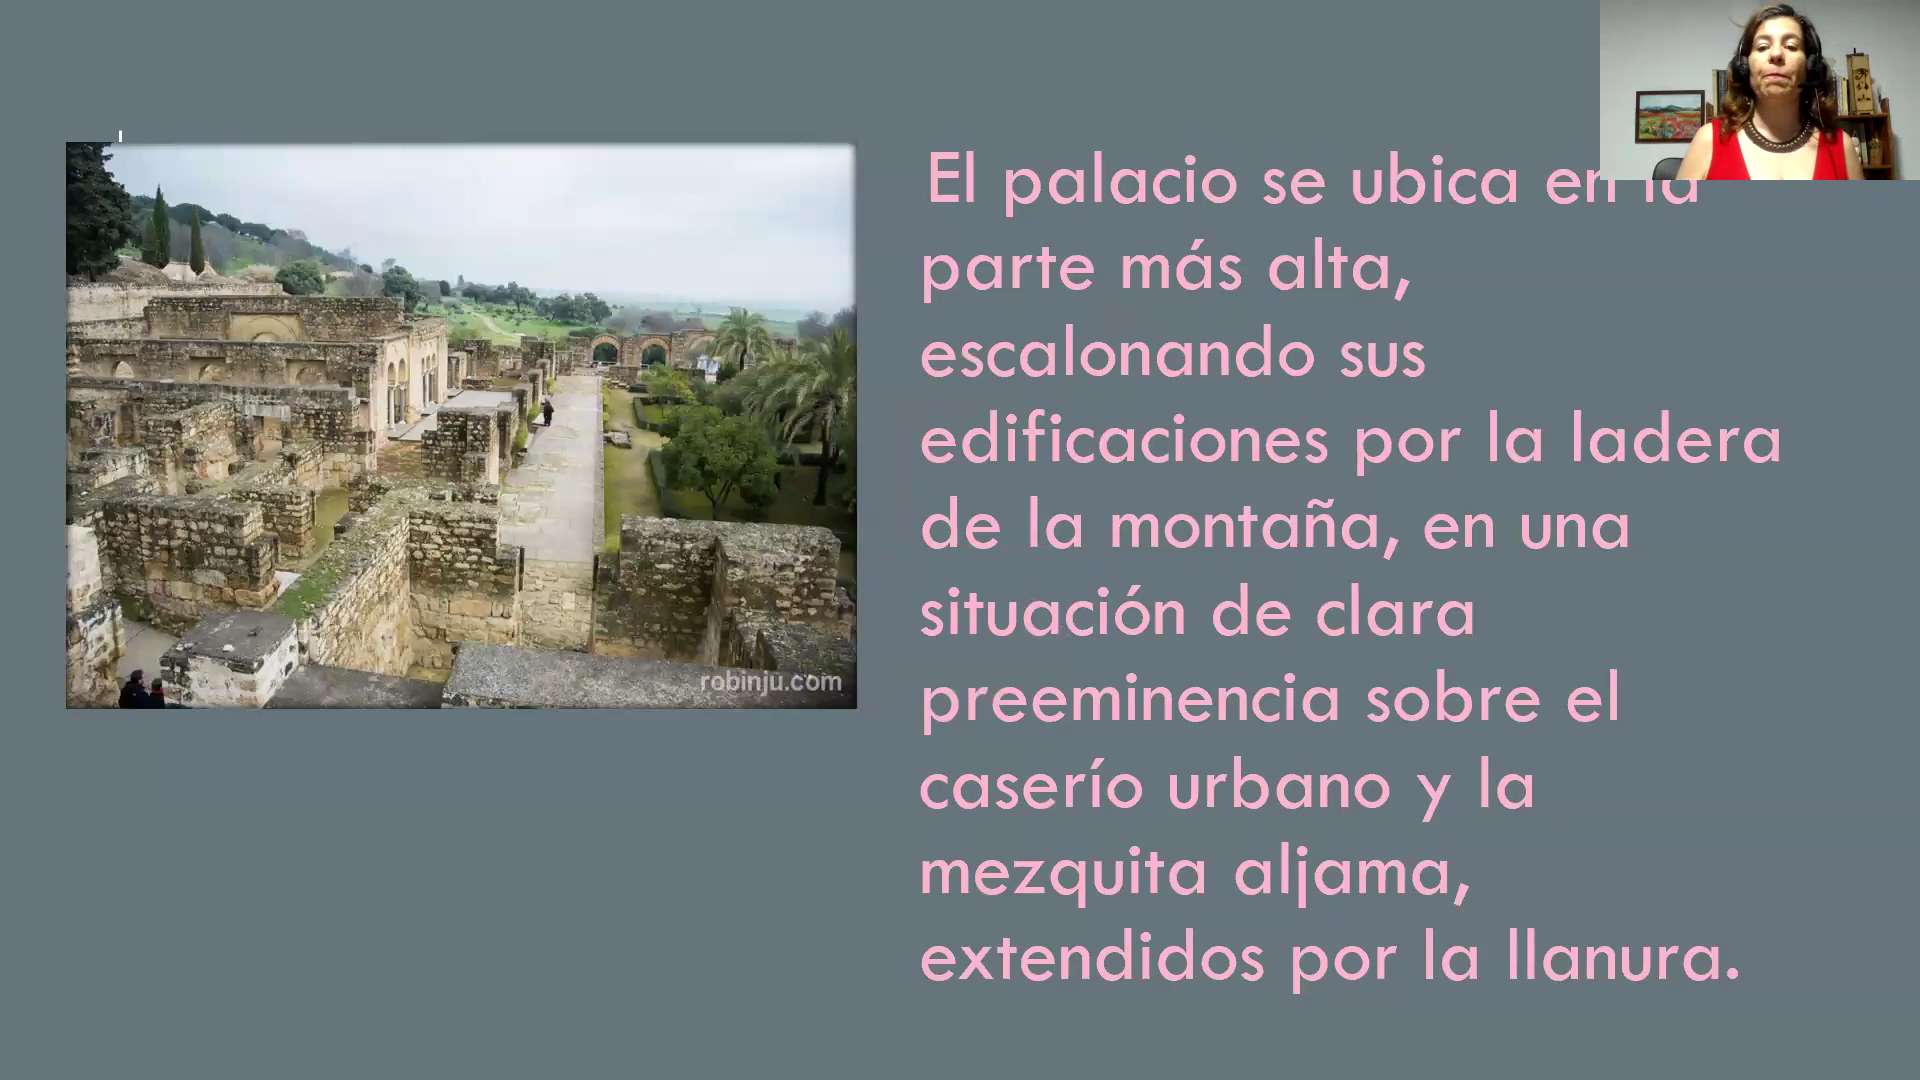 El palacio se ubica en la
parte más alta,
escalonando sus
edificaciones por la ladera
de la montaña, en una
situación de clara
preeminencia sobre el
caserío urbano y la
mezquita aljama,
extendidos por la llanura.
robinju.com